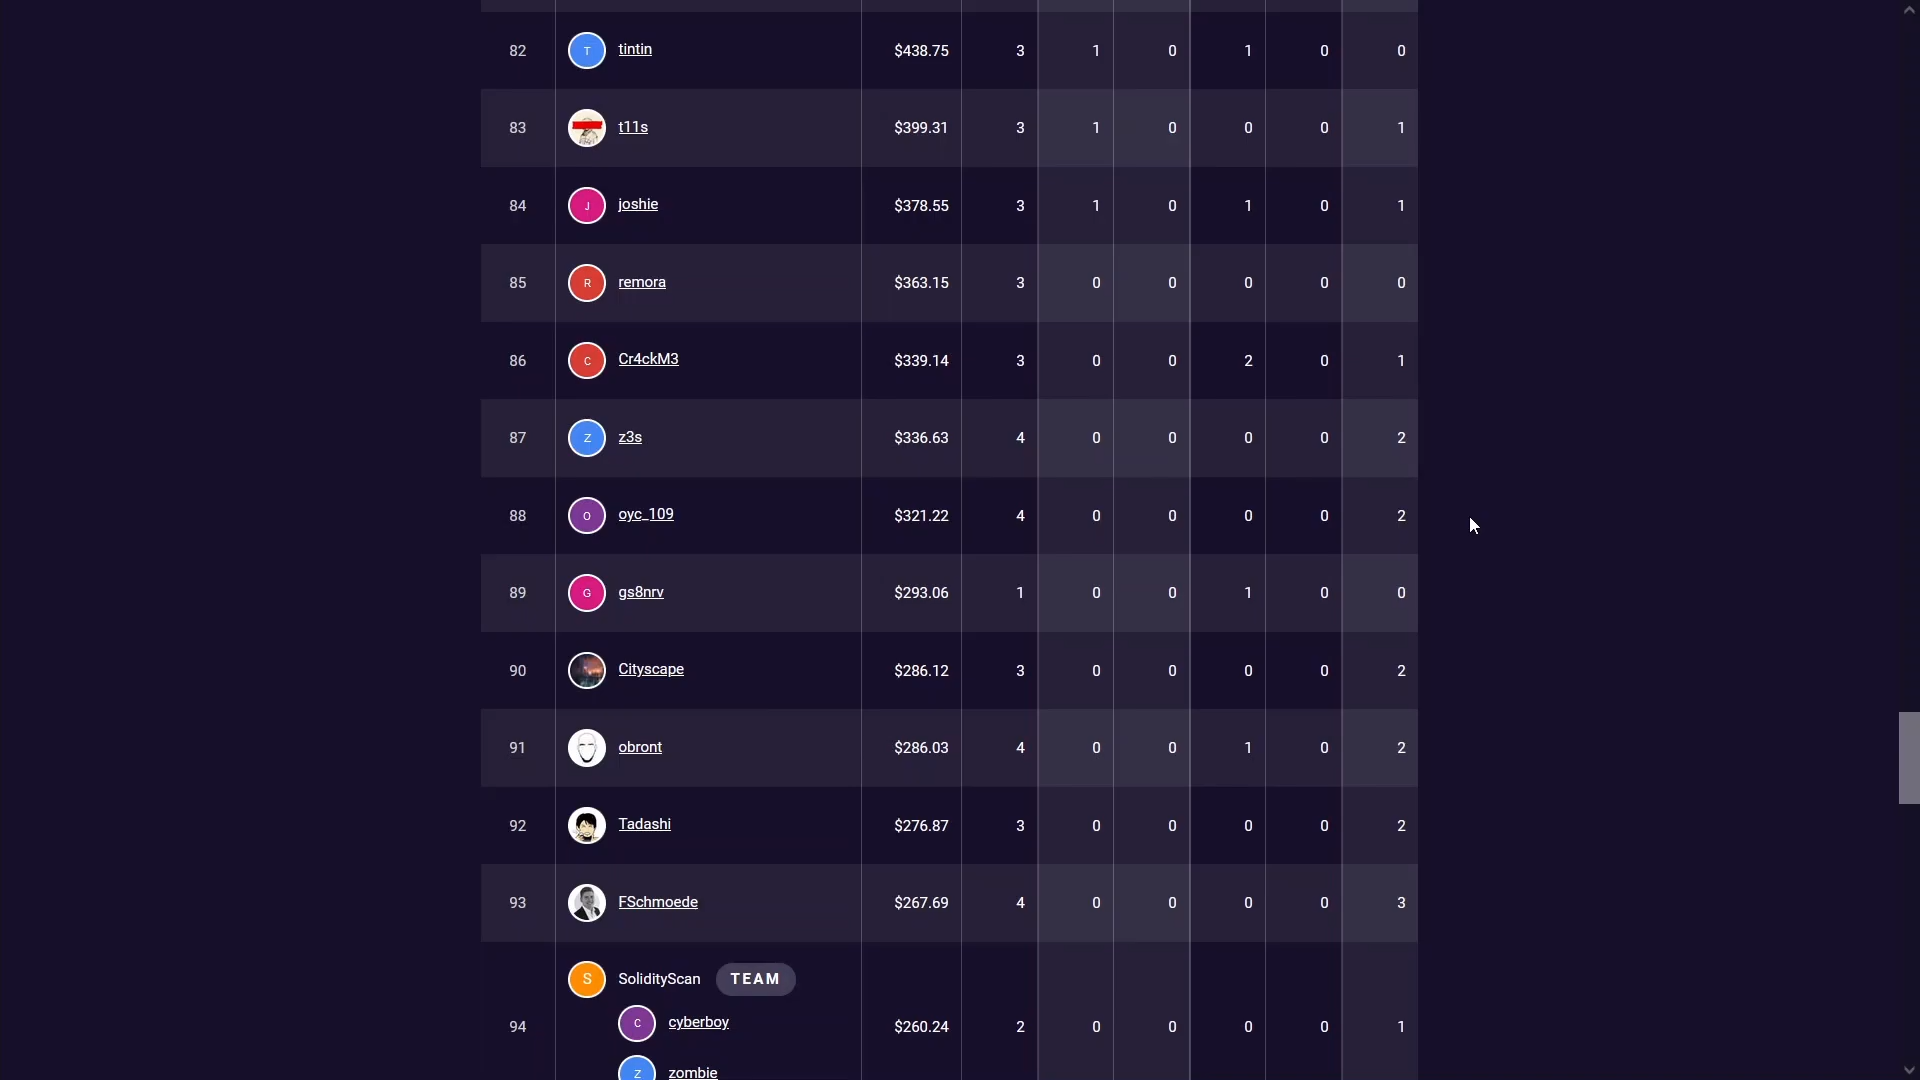 82 T tintin $438.75 3 1 0 1 0 0
83 t11s $399.31 3 1 0 0 0 1
84 J joshie $378.55 3 1 0 1 0 1
85 R remora $363.15 3 0 0 0 0 0
86 C Cr4ckM3 $339.14 3 0 0 2 0 1
87 Z z3s $336.63 4 0 0 0 0 2
88 O oyc_109 $321.22 4 0 0 0 0 2
89 G gs8nrv $293.06 1 0 0 1 0 0
90 Cityscape $286.12 3 0 0 0 0 2
91 obront $286.03 4 0 0 1 0 2
92 Tadashi $276.87 3 0 0 0 0 2
93 FSchmoede $267.69 4 0 0 0 0 3
S SolidityScan TEAM
C cyberboy
94 $260.24 2 0 0 0 0 1
Z zombie